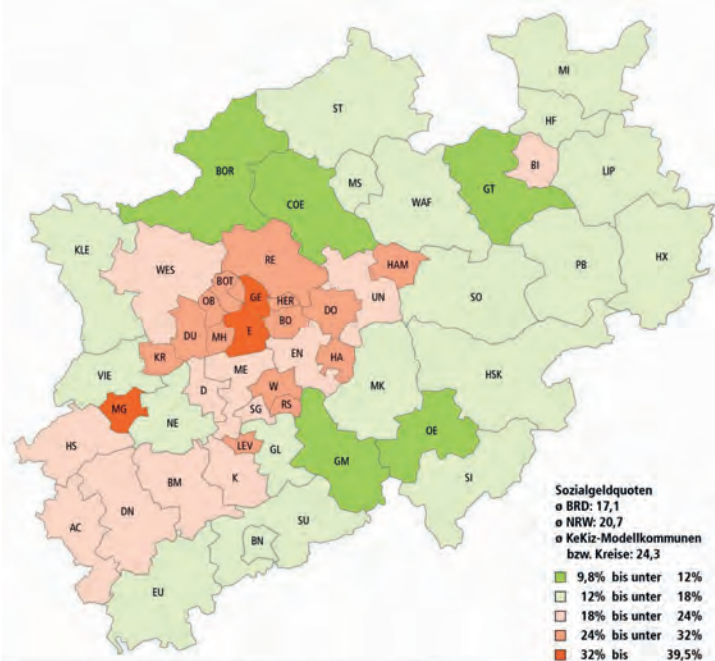 MI
ST
HF
BI
LIP
BOR
MS
GT
COE
WAF
KLE
HX
PB
WES
RE
HAM
BOT
UN
SO
OB
GE
HER
DO
BO
DU
MH
E
EN
HA
KR
ME
HSK
VIE
MK
W
D
MG
RS
SG
NE
OE
HS
LEV
GL
GM
K
SI
BM
DN
AC
SU
BN
EU
Sozialgeldquoten
ø BRD: 17,1
ø NRW: 20,7
ø KeKiz-Modellkommunen
bzw. Kreise: 24,3
9,8% bis unter 12%
12% bis unter 18%
18% bis unter 24%
24% bis unter 32%
32% bis 39,5%